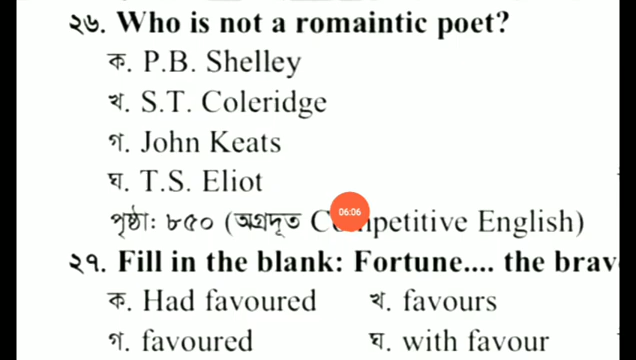 ২৬. Who is not a romaintic poet?
ক. P.B. Shelley
খ. S.T. Coleridge
গ. John Keats
ঘ. T.S. Eliot
পৃষ্ঠা: ৮৫০ (অগ্রদূত Competitive English)
06:06
২৭. Fill in the blank: Fortune.... the brav
ক. Had favoured খ. favours
গ. favoured ঘ. with favour